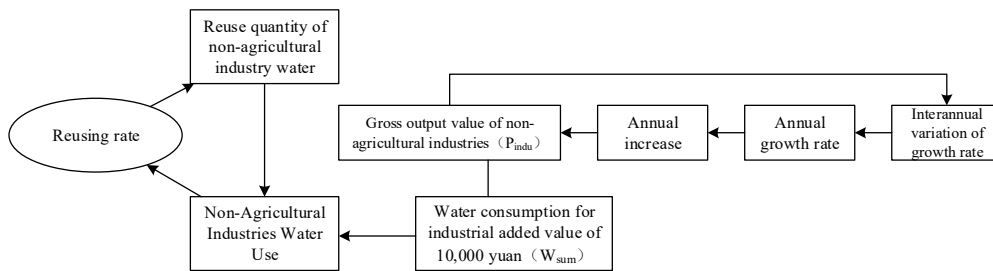 Reuse quantity of
non-agricultural
industry water
Reusing rate
Gross output value of non-
agricultural industries（Pindu）
Annual
increase
Annual
growth rate
Interannual
variation of
growth rate
Non-Agricultural
Industries Water
Use
Water consumption for
industrial added value of
10,000 yuan（Wsum）